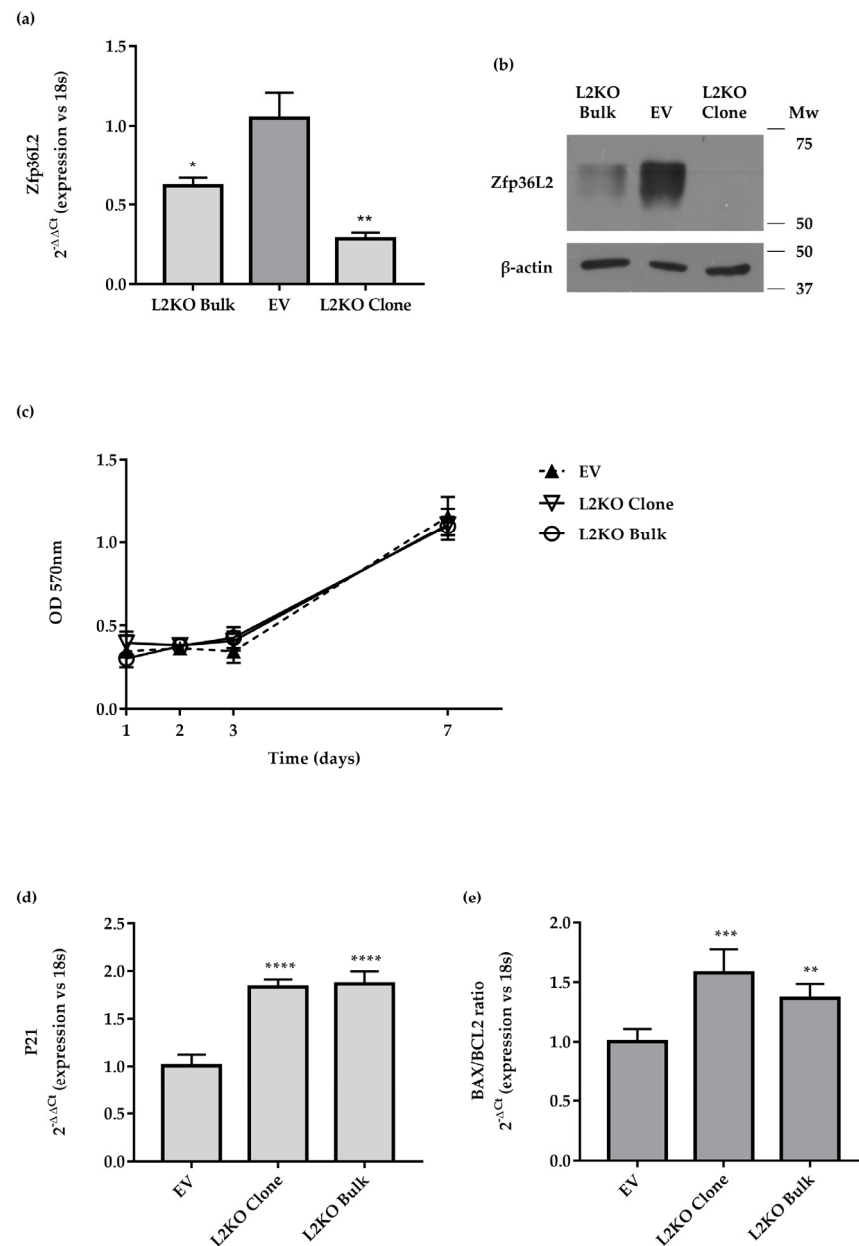 (a)
Zfp36L2
2-ΔΔCt (expression vs 18s)
1.5
1.0
0.5
0.0
*
**
L2KO Bulk
EV
L2KO Clone
(b)
L2KO
Bulk
EV
L2KO
Clone
Mw
Zfp36L2
75
50
β-actin
50
37
(c)
OD 570nm
1.5
1.0
0.5
0.0
1
2
3
7
Time (days)
EV
L2KO Clone
L2KO Bulk
(d)
P21
2-ΔΔCt (expression vs 18s)
2.5
2.0
1.5
1.0
0.5
0.0
****
****
EV
L2KO Clone
L2KO Bulk
(e)
BAX/BCL2 ratio
2-ΔCt (expression vs 18s)
2.0
1.5
1.0
0.5
0.0
***
**
EV
L2KO Clone
L2KO Bulk